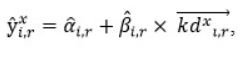 ŷ^x_{i,r} = α̂_{i,r} + β̂_{i,r} × \overrightarrow{kd^x_{i,r}},